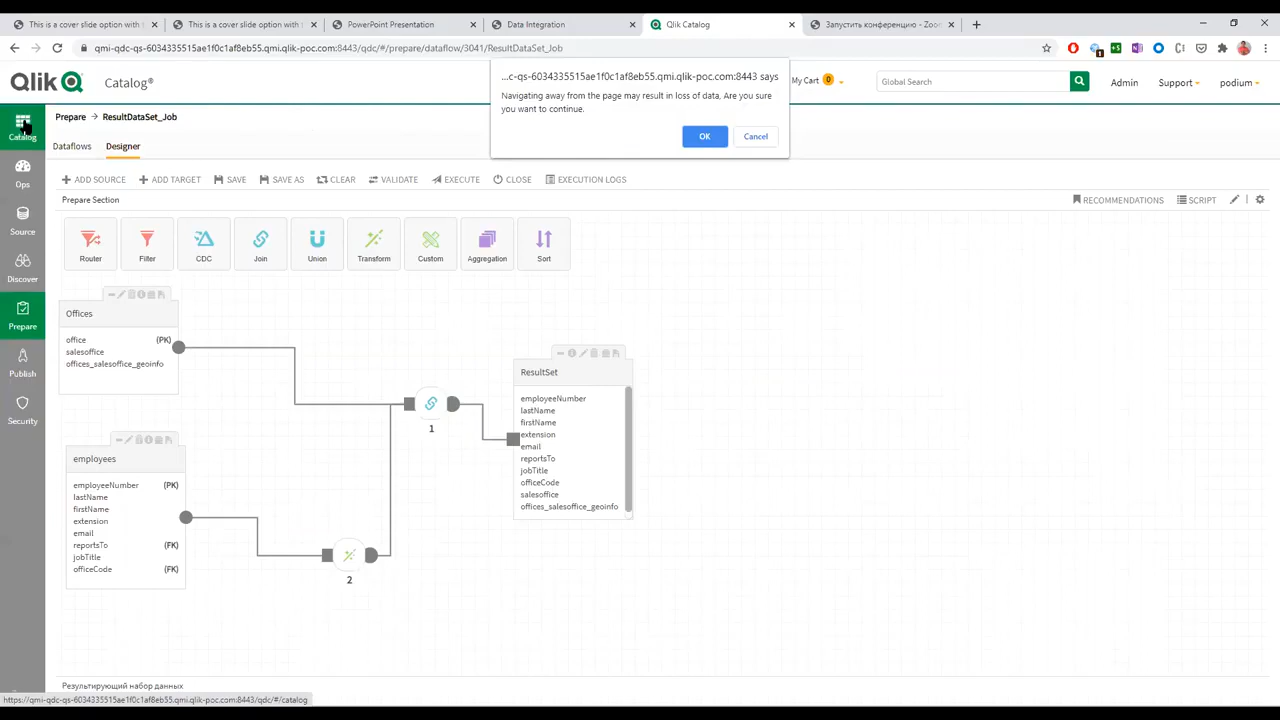 This is a cover slide option with t
This is a cover slide option with t
PowerPoint Presentation
Data Integration
Qlik Catalog
Запустить конференцию - Zoo
qmi-qdc-qs-6034335515ae1f0c1af8eb55.qmi.qlik-poc.com:8443/qdc/#/prepare/dataflow/3041/ResultDataSet_Job
Qlik Catalog®
...c-qs-6034335515ae1f0c1af8eb55.qmi.qlik-poc.com:8443 says
Navigating away from the page may result in loss of data, Are you sure
you want to continue.
OK
Cancel
My Cart 0
Global Search
Admin
Support
podium
Catalog
Ops
Source
Discover
Prepare
Publish
Security
Prepare → ResultDataSet_Job
Dataflows
Designer
ADD SOURCE
ADD TARGET
SAVE
SAVE AS
CLEAR
VALIDATE
EXECUTE
CLOSE
EXECUTION LOGS
Prepare Section
RECOMMENDATIONS
SCRIPT
Router
Filter
CDC
Join
Union
Transform
Custom
Aggregation
Sort
Offices
office (PK)
salesoffice
offices_salesoffice_geoinfo
employees
employeeNumber (PK)
lastName
firstName
extension
email
reportsTo (FK)
jobTitle
officeCode (FK)
1
2
ResultSet
employeeNumber
lastName
firstName
extension
email
reportsTo
jobTitle
officeCode
salesoffice
offices_salesoffice_geoinfo
Результирующий набор данных
https://qmi-qdc-qs-6034335515ae1f0c1af8eb55.qmi.qlik-poc.com:8443/qdc/#/catalog